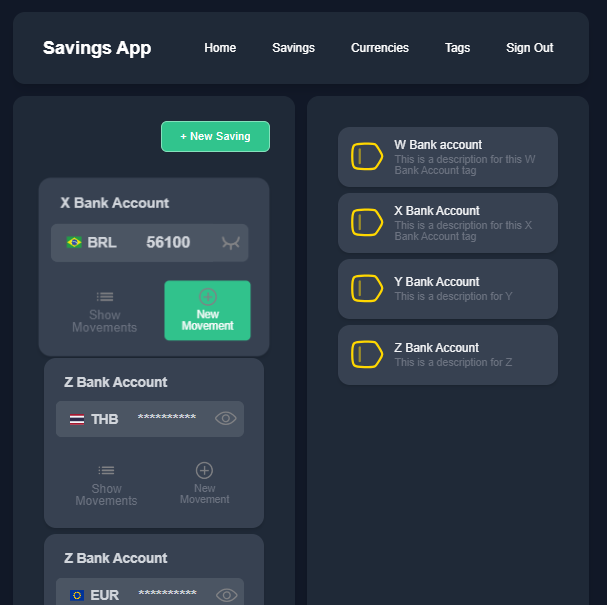 Savings App
Home
Savings
Currencies
Tags
Sign Out
+ New Saving
X Bank Account
BRL
56100
Show
Movements
New
Movement
Z Bank Account
THB
**********
Show
Movements
New
Movement
Z Bank Account
EUR
**********
W Bank account
This is a description for this W
Bank Account tag
X Bank Account
This is a description for this X
Bank Account tag
Y Bank Account
This is a description for Y
Z Bank Account
This is a description for Z